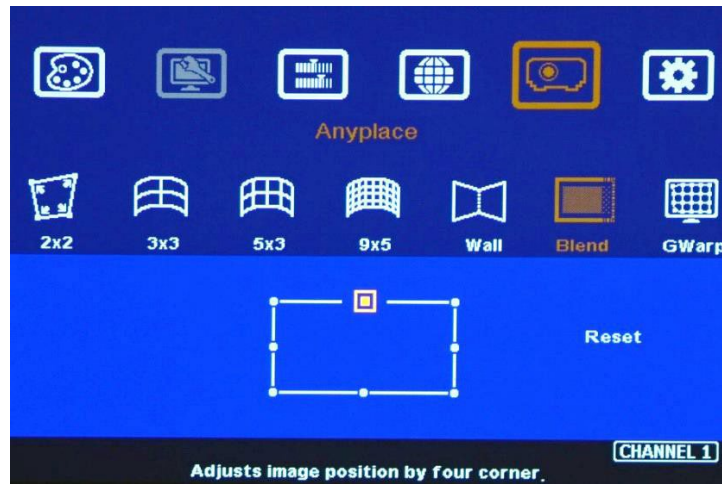 Anyplace
2x2 3x3 5x3 9x5 Wall Blend GWarp
Reset
CHANNEL 1
Adjusts image position by four corner.